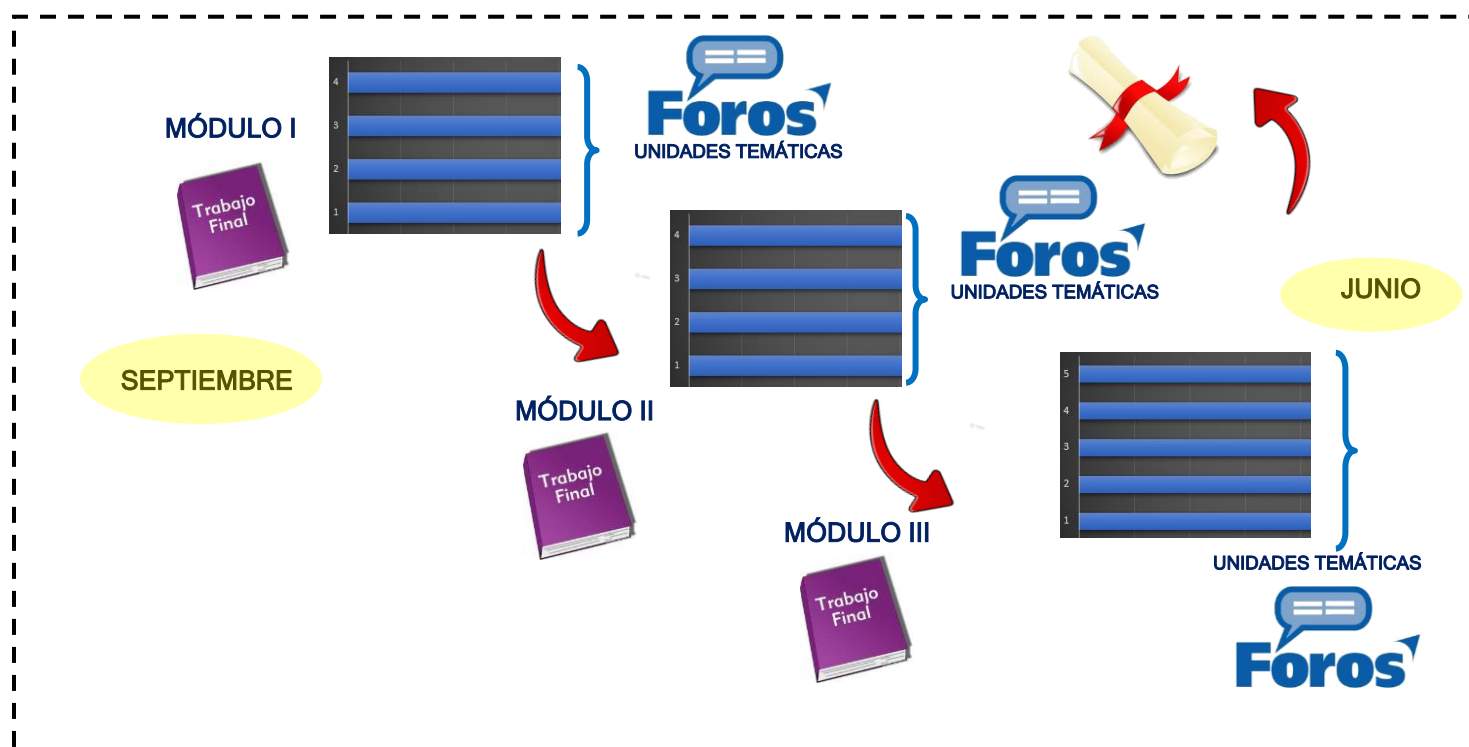 MÓDULO I
Trabajo
Final
4
3
2
1
Foros
UNIDADES TEMÁTICAS
SEPTIEMBRE
MÓDULO II
Trabajo
Final
4
3
2
1
Foros
UNIDADES TEMÁTICAS
JUNIO
MÓDULO III
Trabajo
Final
5
4
3
2
1
UNIDADES TEMÁTICAS
Foros